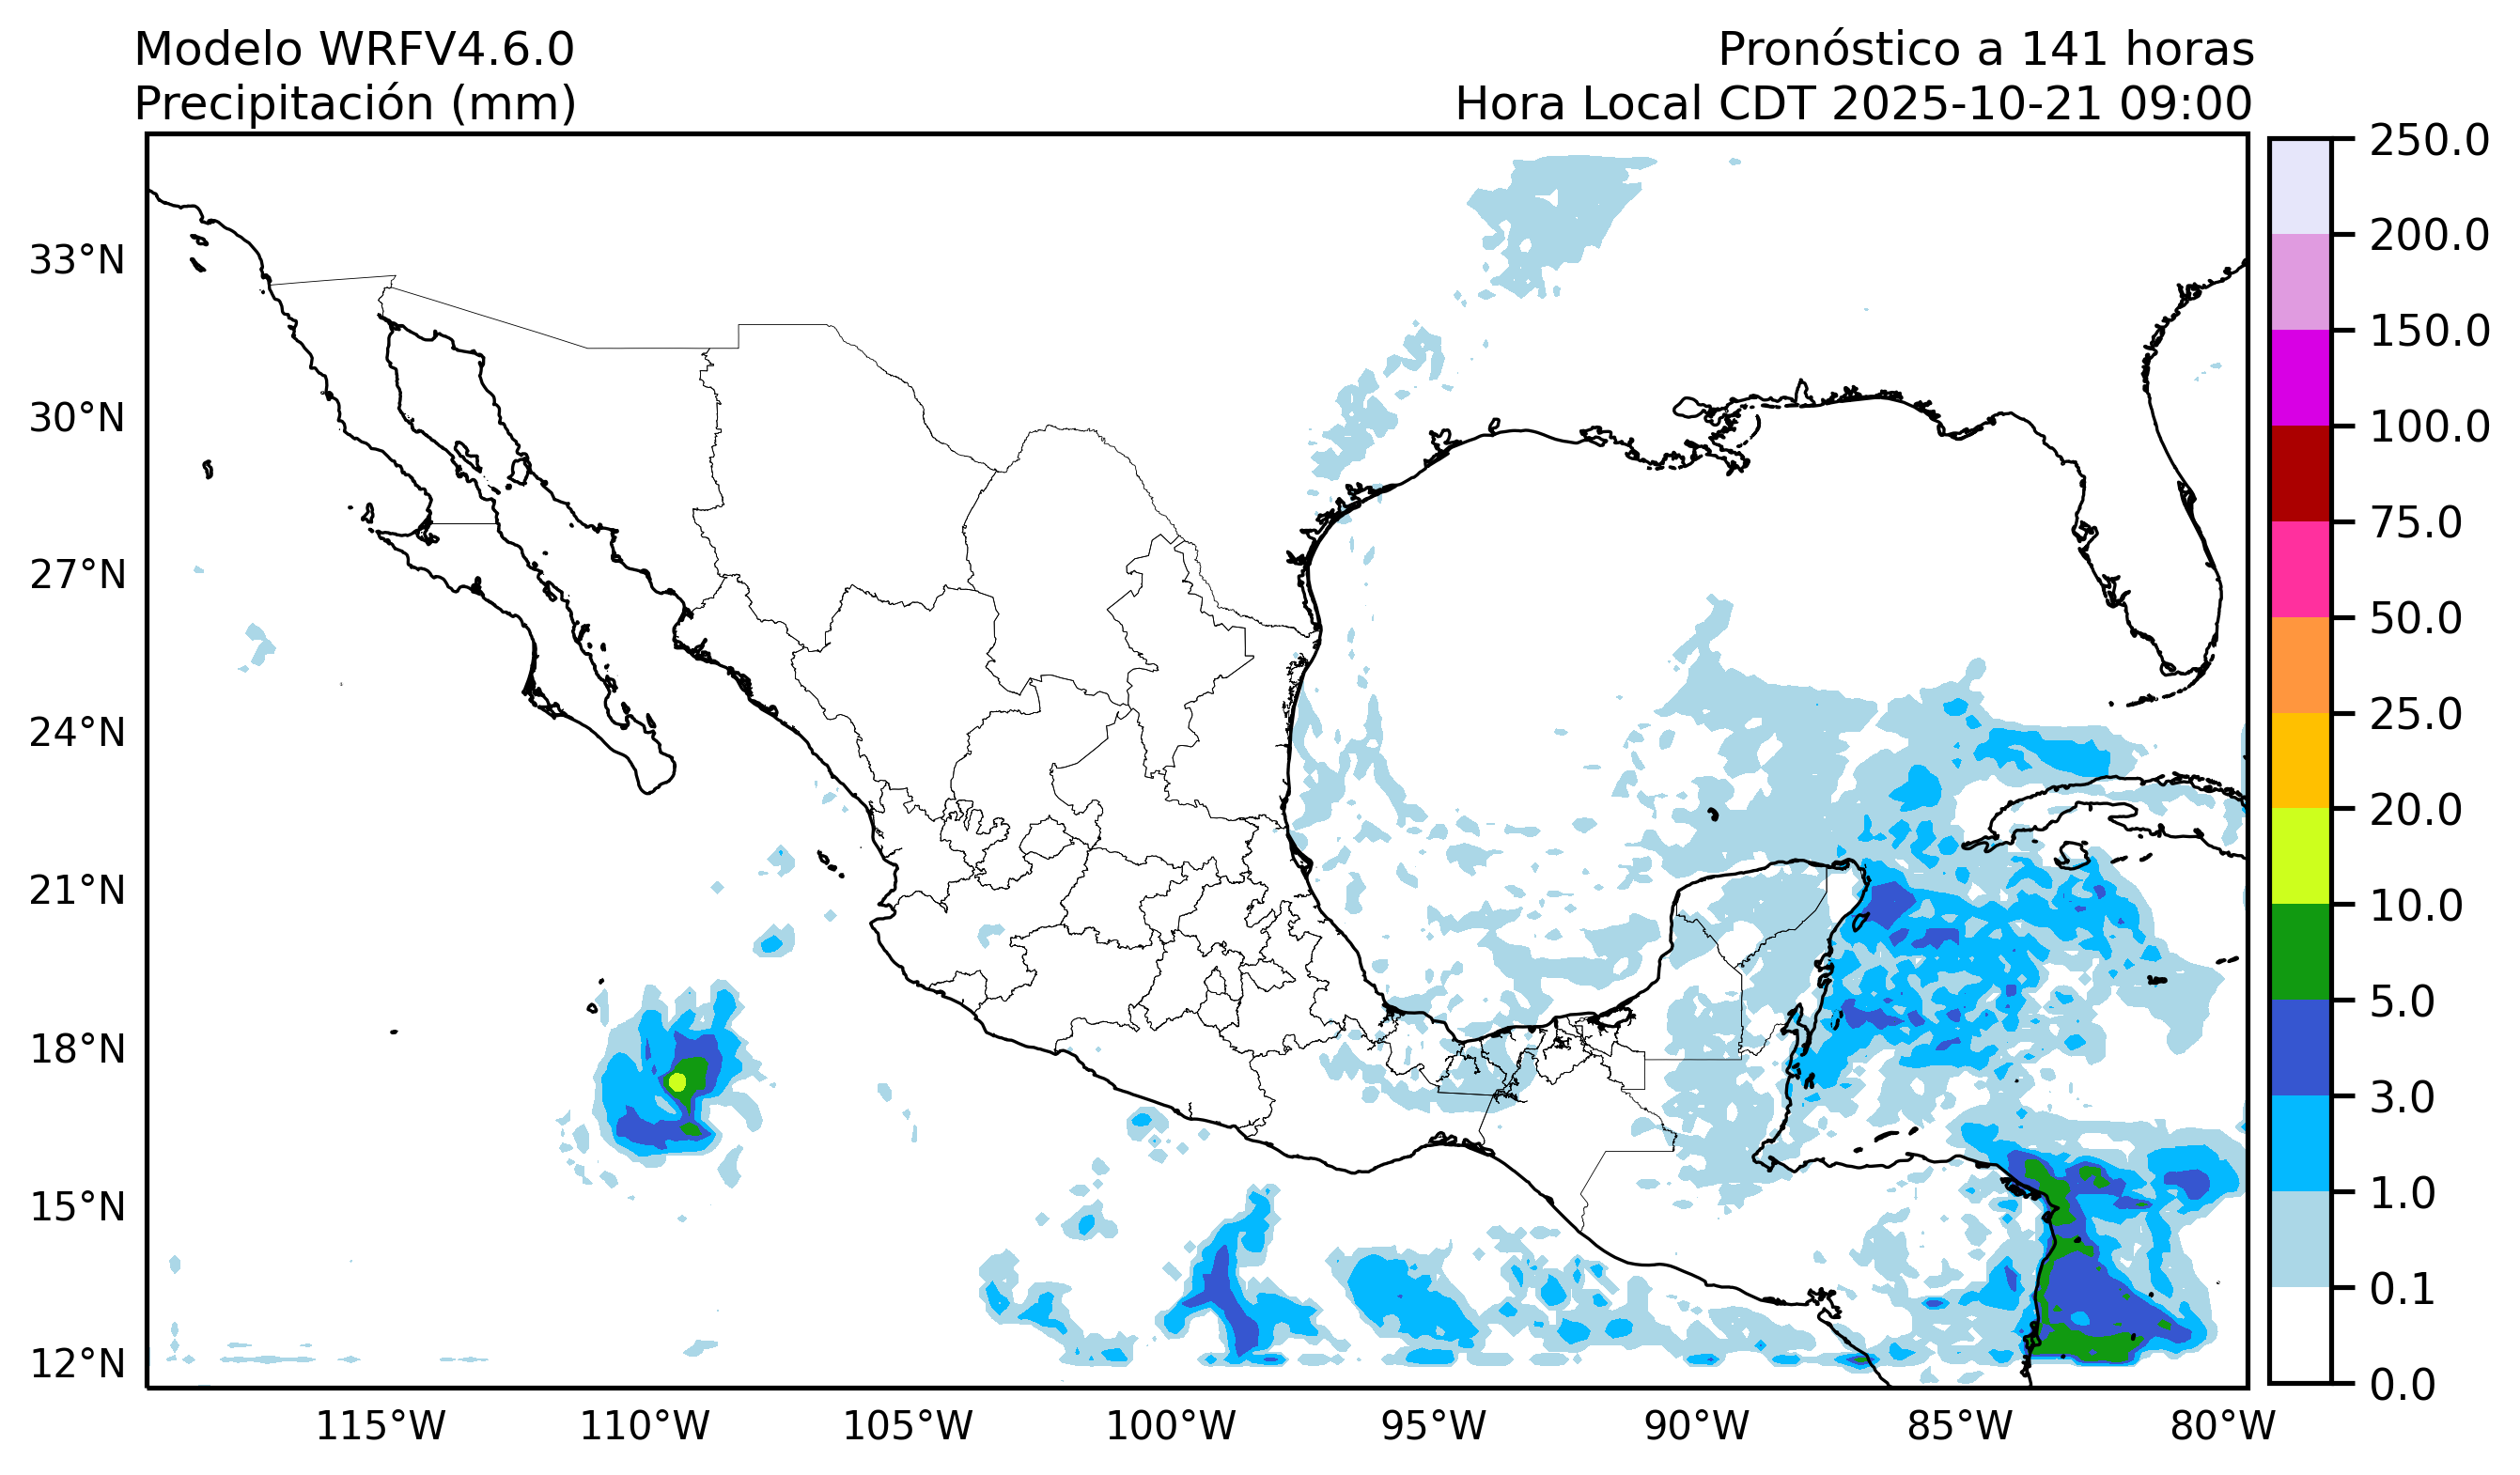 Modelo WRFV4.6.0
Precipitación (mm)
Pronóstico a 141 horas
Hora Local CDT 2025-10-21 09:00
33°N
30°N
27°N
24°N
21°N
18°N
15°N
12°N
115°W
110°W
105°W
100°W
95°W
90°W
85°W
80°W
250.0
200.0
150.0
100.0
75.0
50.0
25.0
20.0
10.0
5.0
3.0
1.0
0.1
0.0